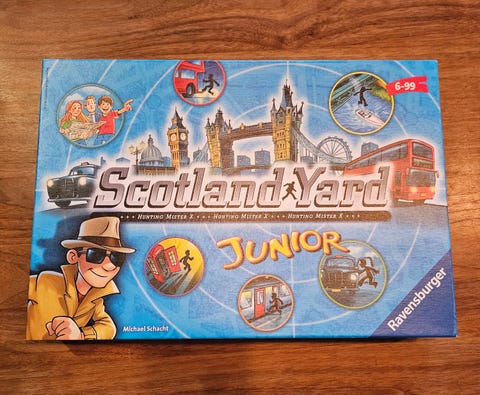 6-99
Scotland Yard
HUNTING MISTER X HUNTING MISTER X HUNTING MISTER X
JUNIOR
Michael Schacht
Ravensburger